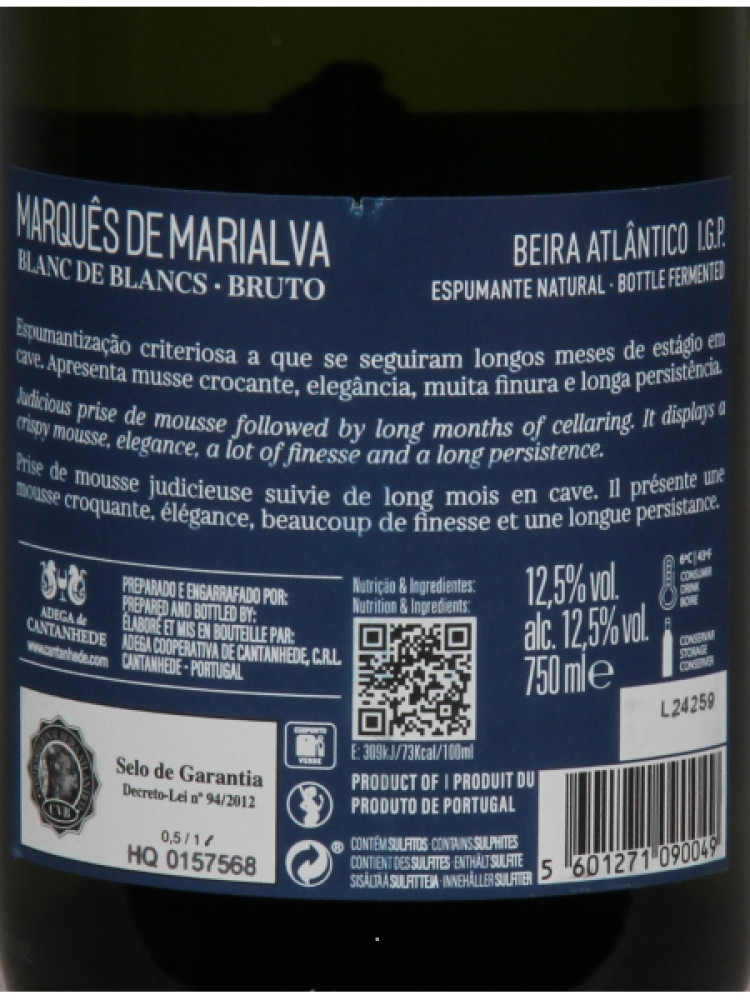 MARQUÊS DE MARIALVA
BLANC DE BLANCS · BRUTO
BEIRA ATLÂNTICO I.G.P.
ESPUMANTE NATURAL · BOTTLE FERMENTED
Espumantização criteriosa a que se seguiram longos meses de estágio em
cave. Apresenta musse crocante, elegância, muita finura e longa persistência.
Judicious prise de mousse followed by long months of cellaring. It displays a
crispy mousse, elegance, a lot of finesse and a long persistence.
Prise de mousse judicieuse suivie de long mois en cave. Il présente une
mousse croquante, élégance, beaucoup de finesse et une longue persistance.
ADEGA de
CANTANHEDE
www.cantanhede.com
PREPARADO E ENGARRAFADO POR:
PREPARED AND BOTTLED BY:
ÉLABORÉ ET MIS EN BOUTEILLE PAR:
ADEGA COOPERATIVA DE CANTANHEDE, C.R.L.
CANTANHEDE - PORTUGAL
Nutrição & Ingredientes:
Nutrition & Ingredients:
E: 309kJ/73Kcal/100ml
12,5% vol.
alc. 12,5% vol.
750 ml e
6ºC | 43ºF
CONSUMIR
DRINK
BOIRE
CONSERVAR
STORAGE
CONSERVER
L24259
Selo de Garantia
Decreto-Lei nº 94/2012
0,5 / 1 ℓ
HQ 0157568
CVB
ECOPONTO
VERDE
PRODUCT OF | PRODUIT DU
PRODUTO DE PORTUGAL
CONTÉM SULFITOS · CONTAINS SULPHITES
CONTIENT DES SULFITES · ENTHÄLT SULFITE
SISÄLTÄÄ SULFIITTEJA · INNEHÅLLER SULFITER
5 601271 090049